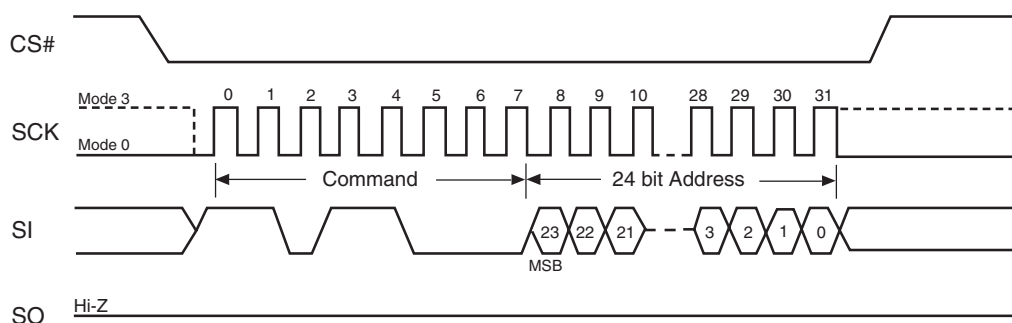 CS#
Mode 3
0 1 2 3 4 5 6 7 8 9 10 28 29 30 31
SCK
Mode 0
Command 24 bit Address
SI
23 22 21 3 2 1 0
MSB
Hi-Z
SO